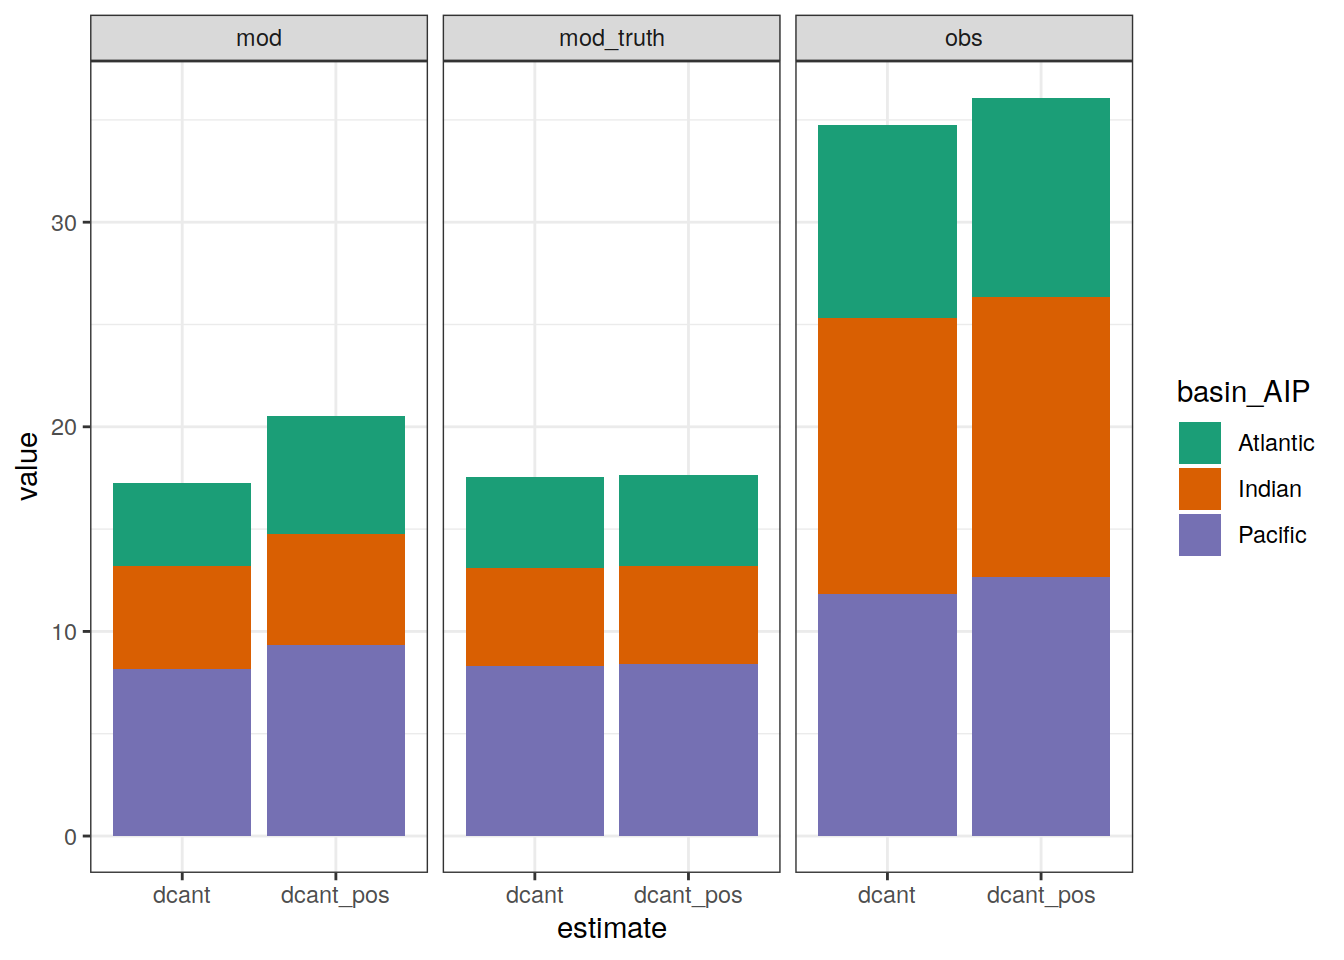 mod mod_truth obs
value
30
20
10
0
dcant dcant_pos dcant dcant_pos dcant dcant_pos
estimate
basin_AIP
Atlantic
Indian
Pacific